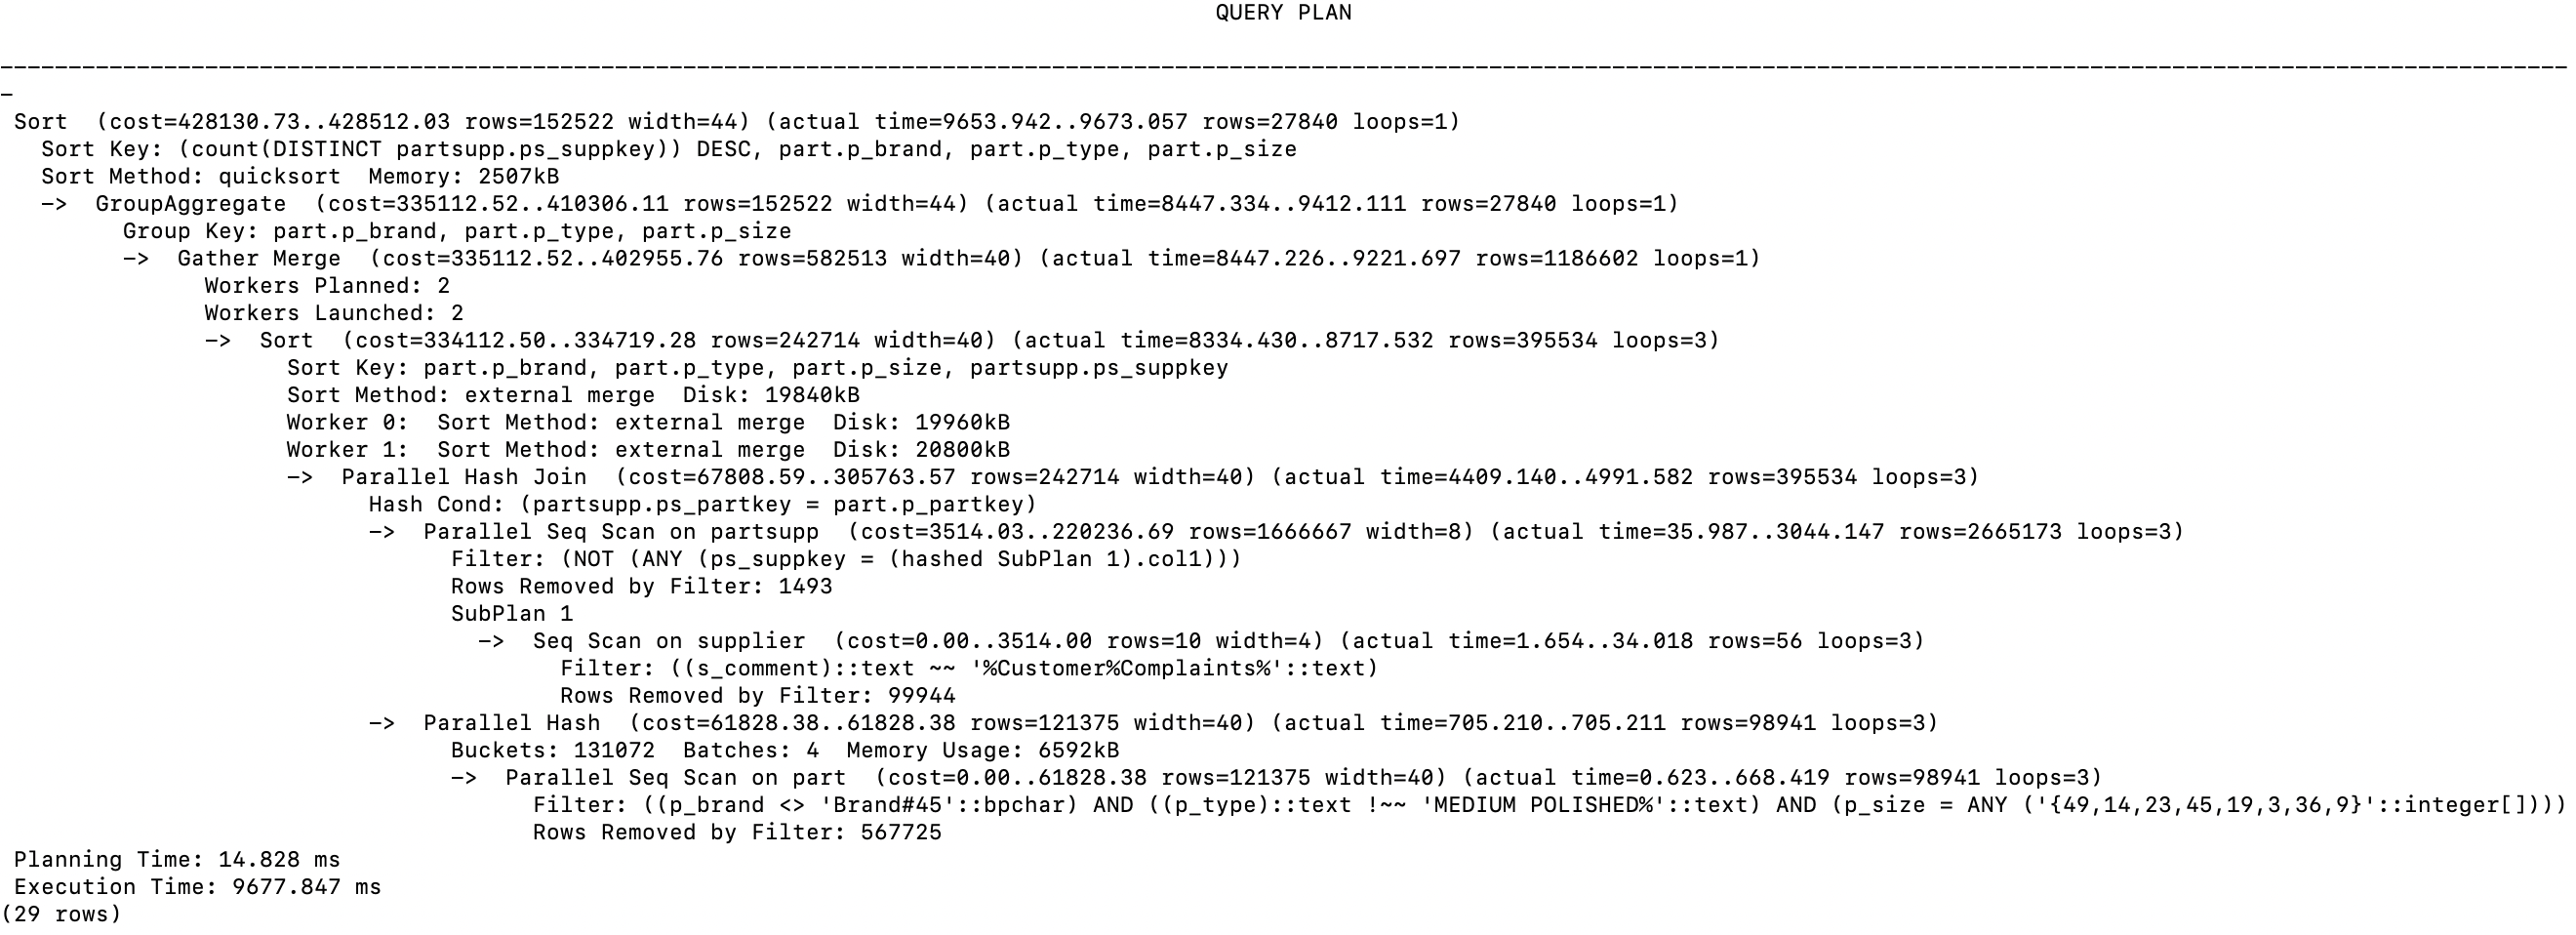 QUERY PLAN
--------------------------------------------------------------------------------------------------------------------------------------------------------------------------------------------
-
Sort  (cost=428130.73..428512.03 rows=152522 width=44) (actual time=9653.942..9673.057 rows=27840 loops=1)
Sort Key: (count(DISTINCT partsupp.ps_suppkey)) DESC, part.p_brand, part.p_type, part.p_size
Sort Method: quicksort  Memory: 2507kB
->  GroupAggregate  (cost=335112.52..410306.11 rows=152522 width=44) (actual time=8447.334..9412.111 rows=27840 loops=1)
Group Key: part.p_brand, part.p_type, part.p_size
->  Gather Merge  (cost=335112.52..402955.76 rows=582513 width=40) (actual time=8447.226..9221.697 rows=1186602 loops=1)
Workers Planned: 2
Workers Launched: 2
->  Sort  (cost=334112.50..334719.28 rows=242714 width=40) (actual time=8334.430..8717.532 rows=395534 loops=3)
Sort Key: part.p_brand, part.p_type, part.p_size, partsupp.ps_suppkey
Sort Method: external merge  Disk: 19840kB
Worker 0:  Sort Method: external merge  Disk: 19960kB
Worker 1:  Sort Method: external merge  Disk: 20800kB
->  Parallel Hash Join  (cost=67808.59..305763.57 rows=242714 width=40) (actual time=4409.140..4991.582 rows=395534 loops=3)
Hash Cond: (partsupp.ps_partkey = part.p_partkey)
->  Parallel Seq Scan on partsupp  (cost=3514.03..220236.69 rows=1666667 width=8) (actual time=35.987..3044.147 rows=2665173 loops=3)
Filter: (NOT (ANY (ps_suppkey = (hashed SubPlan 1).col1)))
Rows Removed by Filter: 1493
SubPlan 1
->  Seq Scan on supplier  (cost=0.00..3514.00 rows=10 width=4) (actual time=1.654..34.018 rows=56 loops=3)
Filter: ((s_comment)::text ~~ '%Customer%Complaints%'::text)
Rows Removed by Filter: 99944
->  Parallel Hash  (cost=61828.38..61828.38 rows=121375 width=40) (actual time=705.210..705.211 rows=98941 loops=3)
Buckets: 131072  Batches: 4  Memory Usage: 6592kB
->  Parallel Seq Scan on part  (cost=0.00..61828.38 rows=121375 width=40) (actual time=0.623..668.419 rows=98941 loops=3)
Filter: ((p_brand <> 'Brand#45'::bpchar) AND ((p_type)::text !~~ 'MEDIUM POLISHED%'::text) AND (p_size = ANY ('{49,14,23,45,19,3,36,9}'::integer[])))
Rows Removed by Filter: 567725
Planning Time: 14.828 ms
Execution Time: 9677.847 ms
(29 rows)